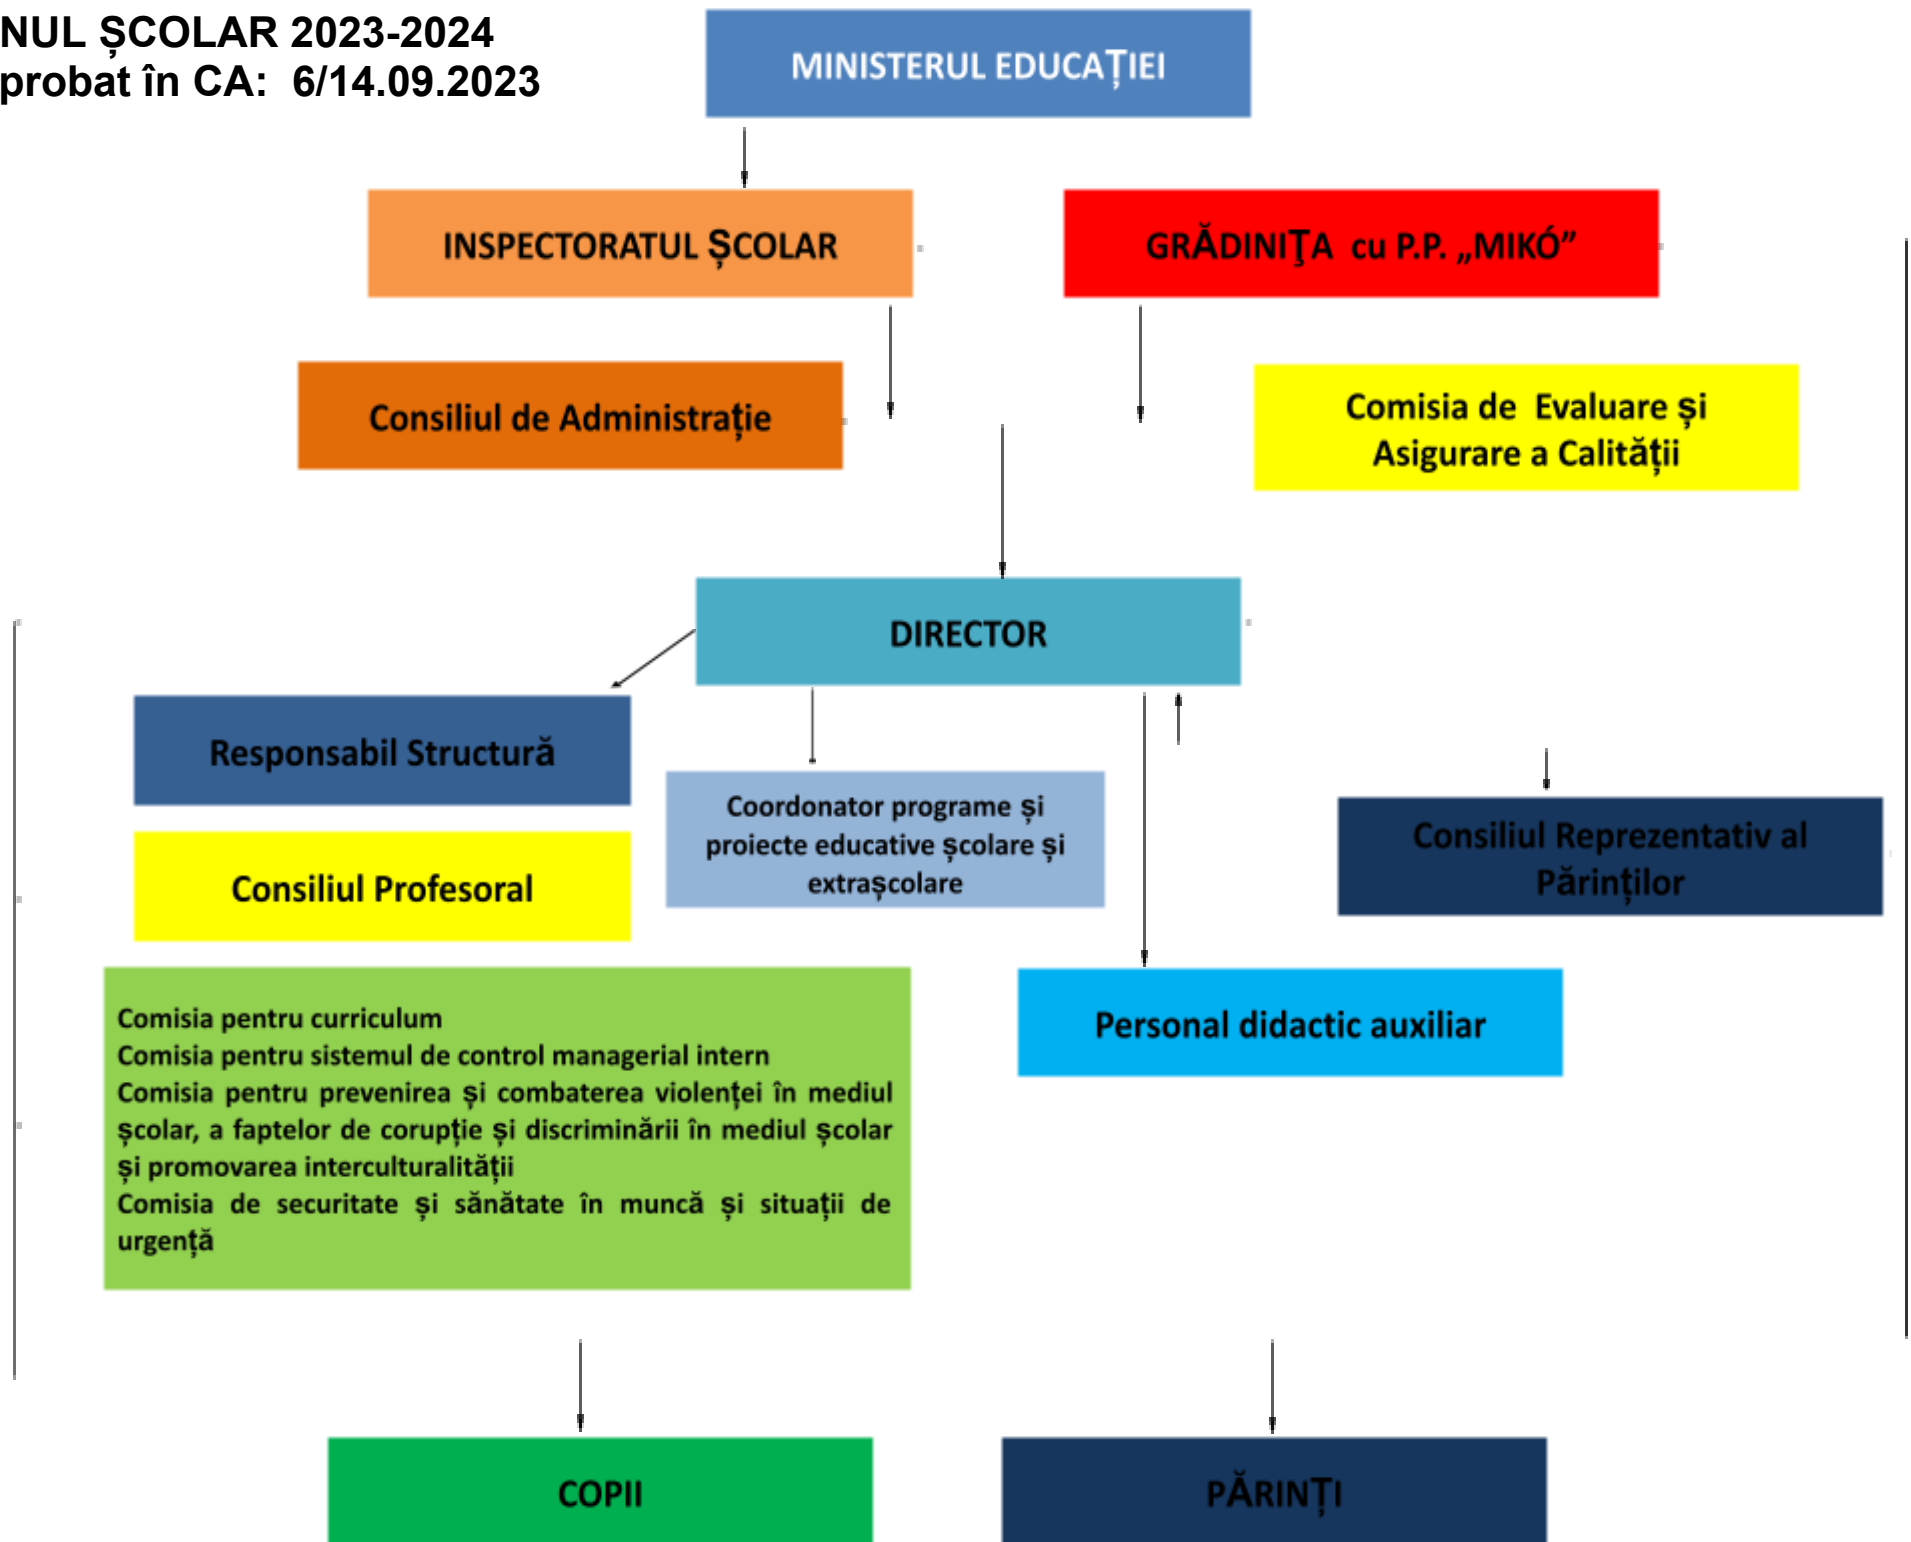 NUL ȘCOLAR 2023-2024
probat în CA: 6/14.09.2023
MINISTERUL EDUCAȚIEI
INSPECTORATUL ȘCOLAR
GRĂDINIŢA cu P.P. „MIKÓ”
Consiliul de Administrație
Comisia de Evaluare și
Asigurare a Calității
DIRECTOR
Responsabil Structură
Coordonator programe și
proiecte educative școlare și
extrașcolare
Consiliul Reprezentativ al
Părinților
Consiliul Profesoral
Comisia pentru curriculum
Comisia pentru sistemul de control managerial intern
Comisia pentru prevenirea și combaterea violenței în mediul
școlar, a faptelor de corupție și discriminării în mediul școlar
și promovarea interculturalității
Comisia de securitate și sănătate în muncă și situații de
urgență
Personal didactic auxiliar
COPII
PĂRINȚI